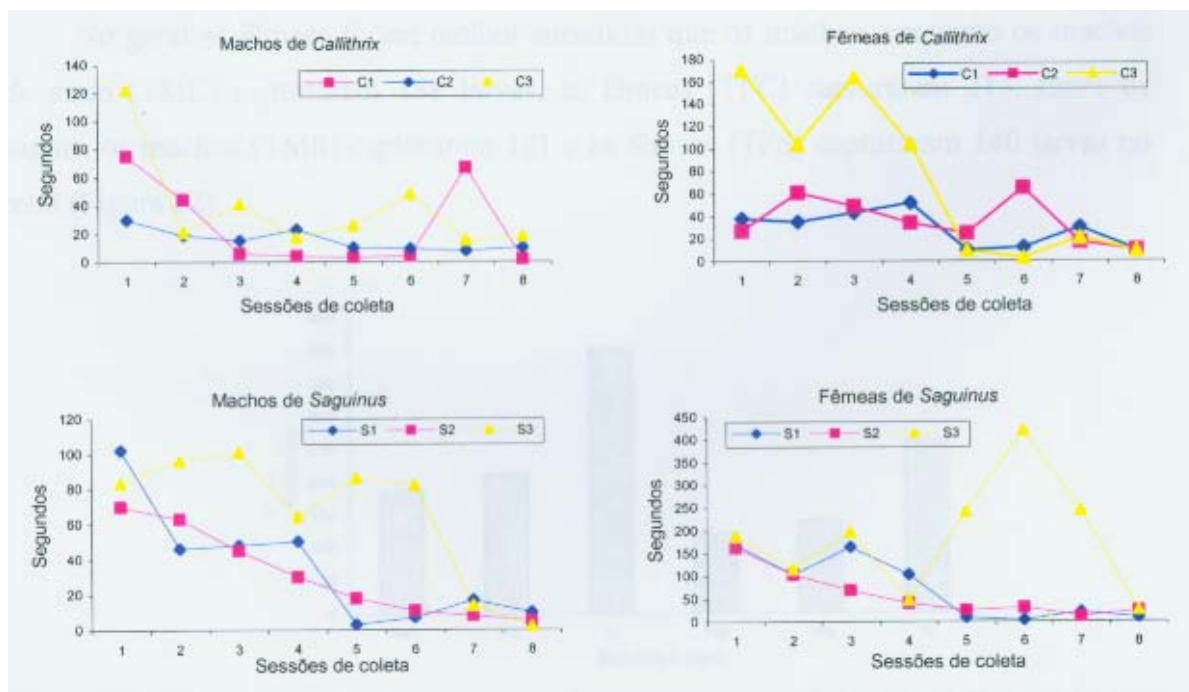 Machos de Callithrix
C1 C2 C3
Segundos
140
120
100
80
60
40
20
0
1 2 3 4 5 6 7 8
Sessões de coleta
Fêmeas de Callithrix
C1 C2 C3
Segundos
180
160
140
120
100
80
60
40
20
0
1 2 3 4 5 6 7 8
Sessões de coleta
Machos de Saguinus
S1 S2 S3
Segundos
120
100
80
60
40
20
0
1 2 3 4 5 6 7 8
Sessões de coleta
Fêmeas de Saguinus
S1 S2 S3
Segundos
450
400
350
300
250
200
150
100
50
0
1 2 3 4 5 6 7 8
Sessões de coleta